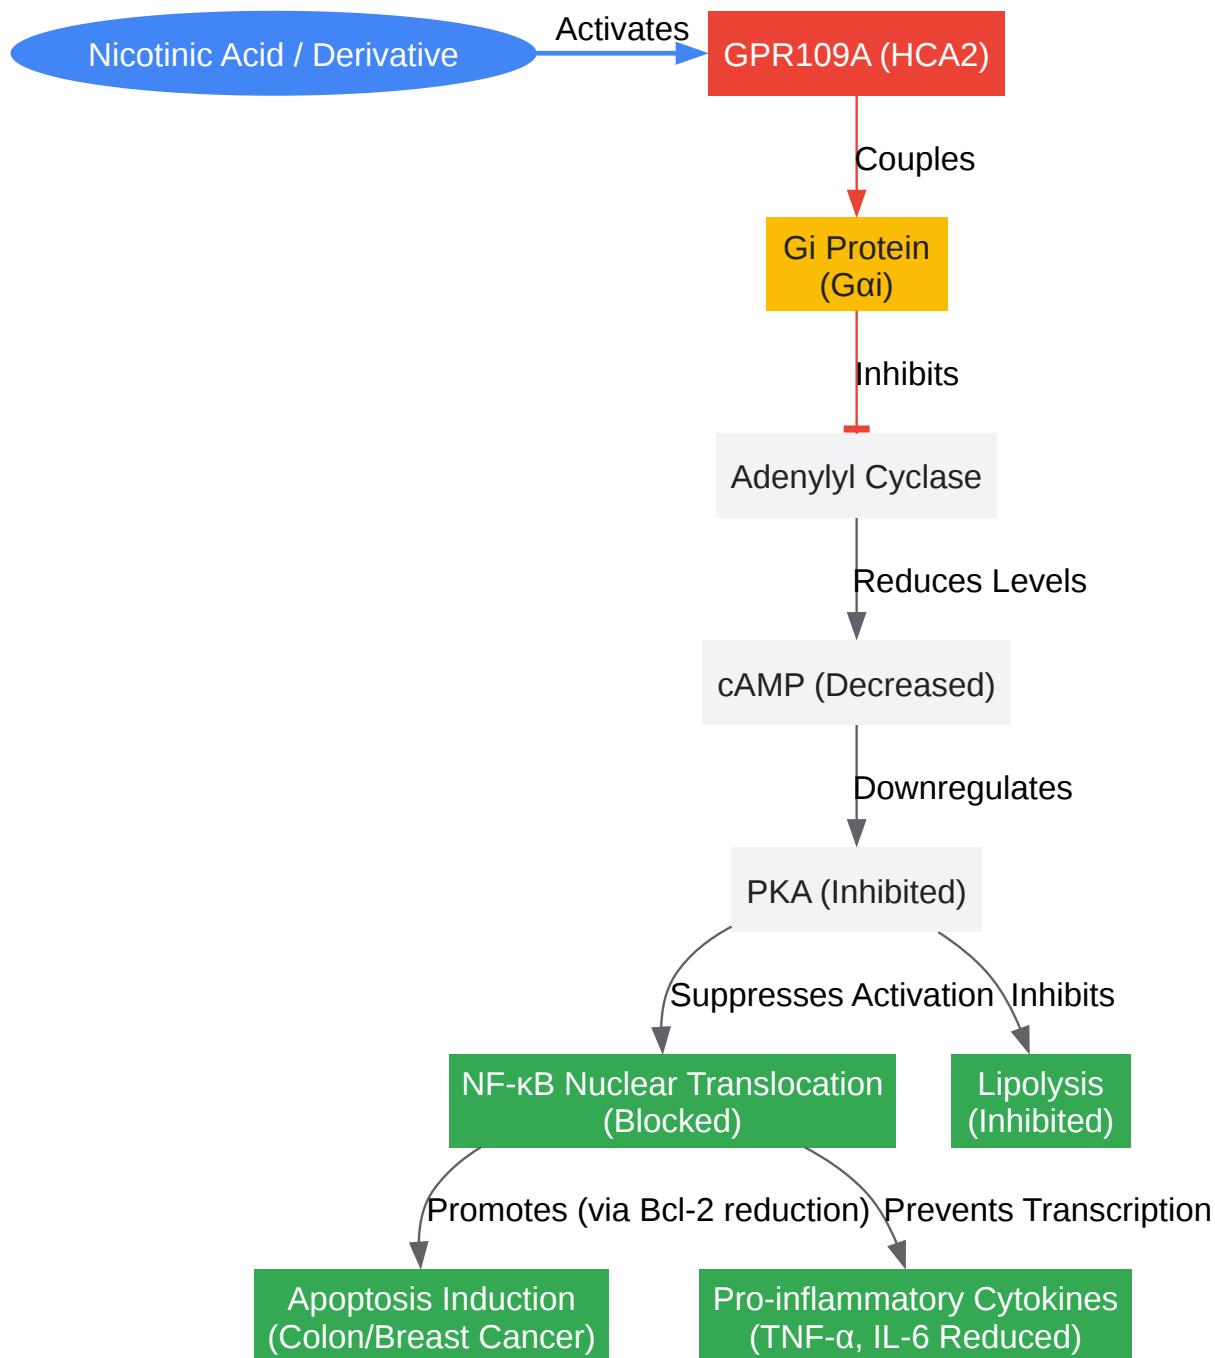 Activates
Nicotinic Acid / Derivative
GPR109A (HCA2)
Couples
Gi Protein
(Gαi)
Inhibits
Adenylyl Cyclase
Reduces Levels
cAMP (Decreased)
Downregulates
PKA (Inhibited)
Suppresses Activation
Inhibits
NF-κB Nuclear Translocation
(Blocked)
Lipolysis
(Inhibited)
Promotes (via Bcl-2 reduction)
Prevents Transcription
Apoptosis Induction
(Colon/Breast Cancer)
Pro-inflammatory Cytokines
(TNF-α, IL-6 Reduced)